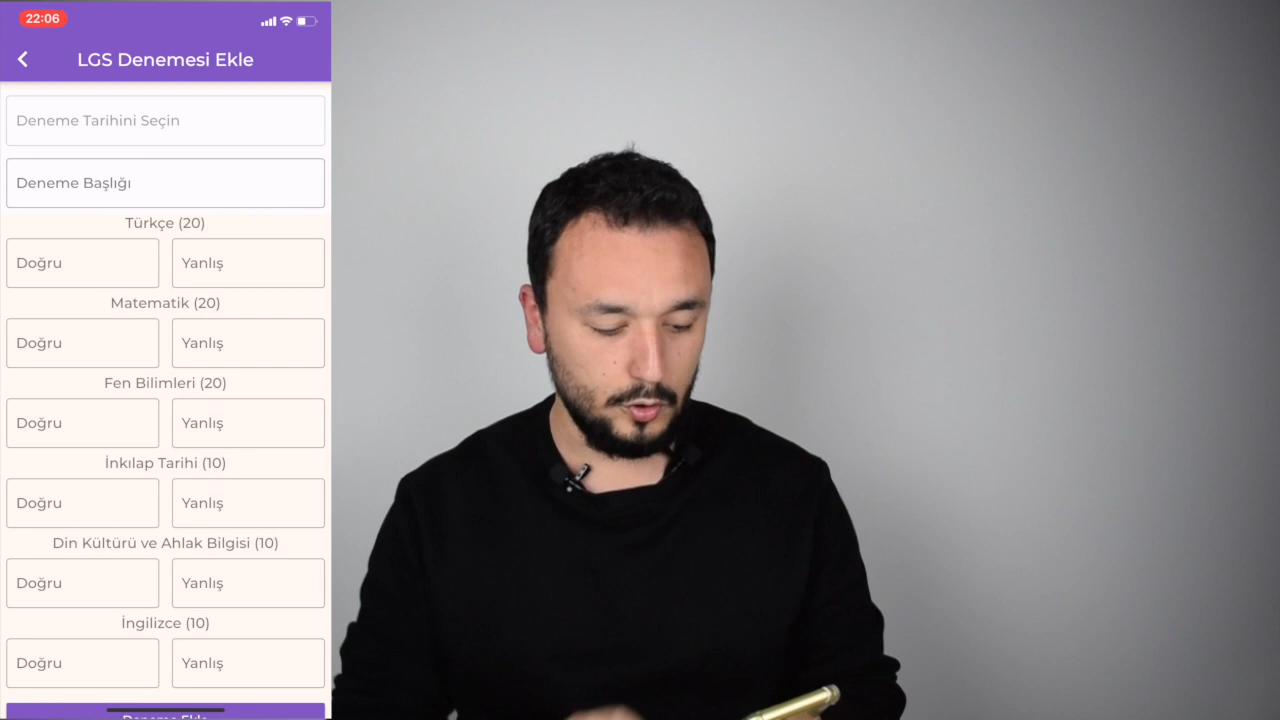 22:06
LGS Denemesi Ekle
Deneme Tarihini Seçin
Deneme Başlığı
Türkçe (20)
Doğru Yanlış
Matematik (20)
Doğru Yanlış
Fen Bilimleri (20)
Doğru Yanlış
İnkılap Tarihi (10)
Doğru Yanlış
Din Kültürü ve Ahlak Bilgisi (10)
Doğru Yanlış
İngilizce (10)
Doğru Yanlış
Deneme Ekle